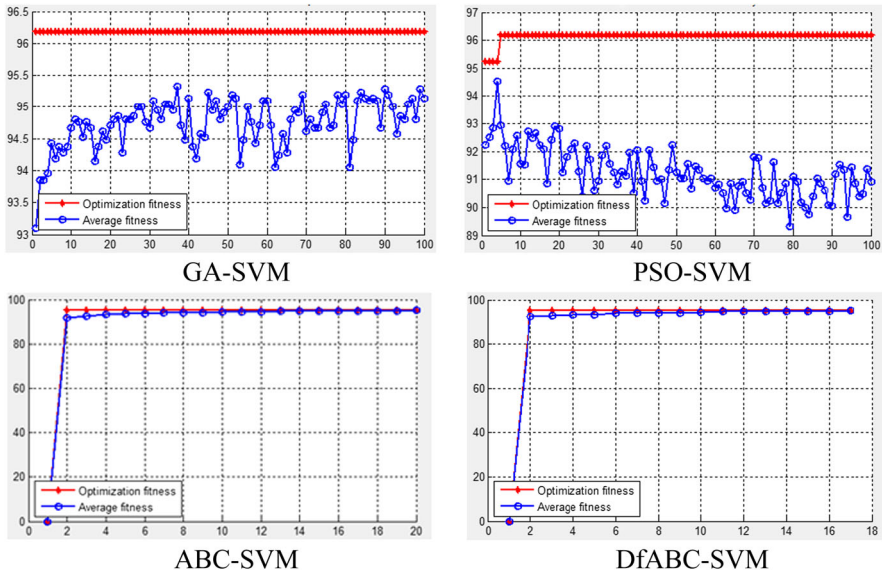 96.5
96
95.5
95
94.5
94
93.5
93
0 10 20 30 40 50 60 70 80 90 100
Optimization fitness
Average fitness
GA-SVM
97
96
95
94
93
92
91
90
89
0 10 20 30 40 50 60 70 80 90 100
Optimization fitness
Average fitness
PSO-SVM
100
80
60
40
20
0
0 2 4 6 8 10 12 14 16 18 20
Optimization fitness
Average fitness
ABC-SVM
100
80
60
40
20
0
0 2 4 6 8 10 12 14 16 18
Optimization fitness
Average fitness
DfABC-SVM